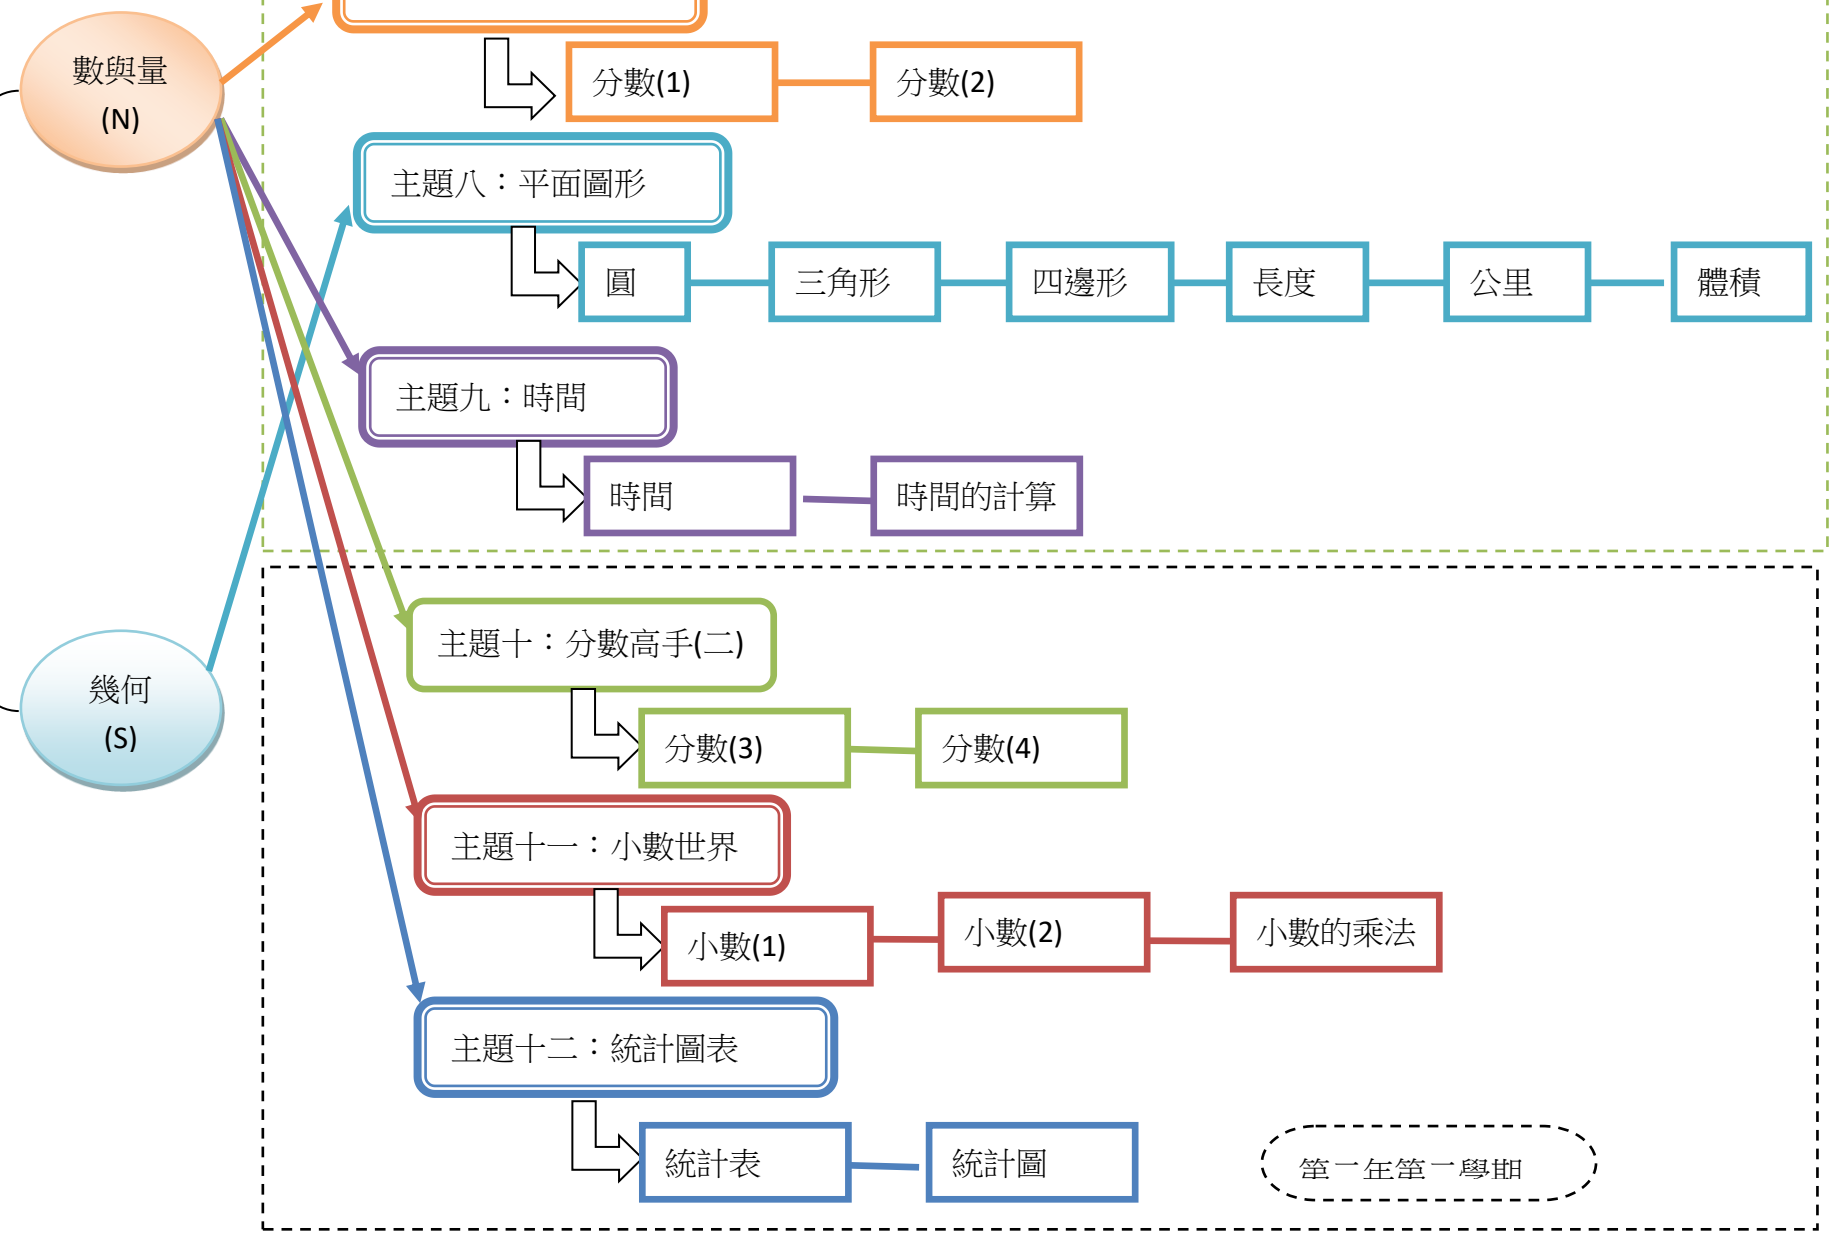 數與量
(N)
分數(1)
分數(2)
主題八：平面圖形
圓
三角形
四邊形
長度
公里
體積
主題九：時間
時間
時間的計算
幾何
(S)
主題十：分數高手(二)
分數(3)
分數(4)
主題十一：小數世界
小數(1)
小數(2)
小數的乘法
主題十二：統計圖表
統計表
統計圖